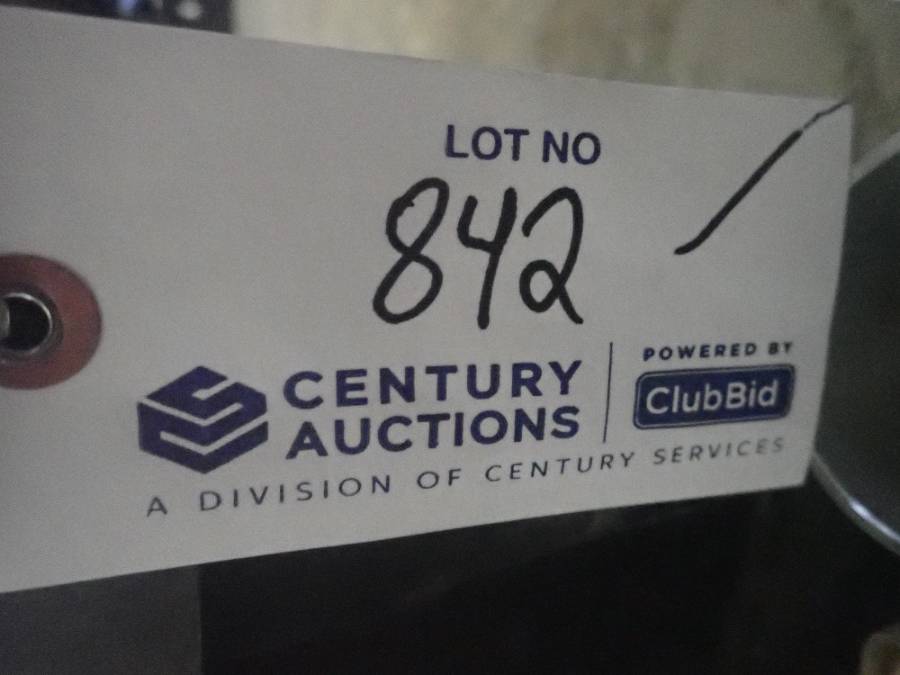 LOT NO
842
CENTURY
AUCTIONS
POWERED BY
ClubBid
A DIVISION OF CENTURY SERVICES